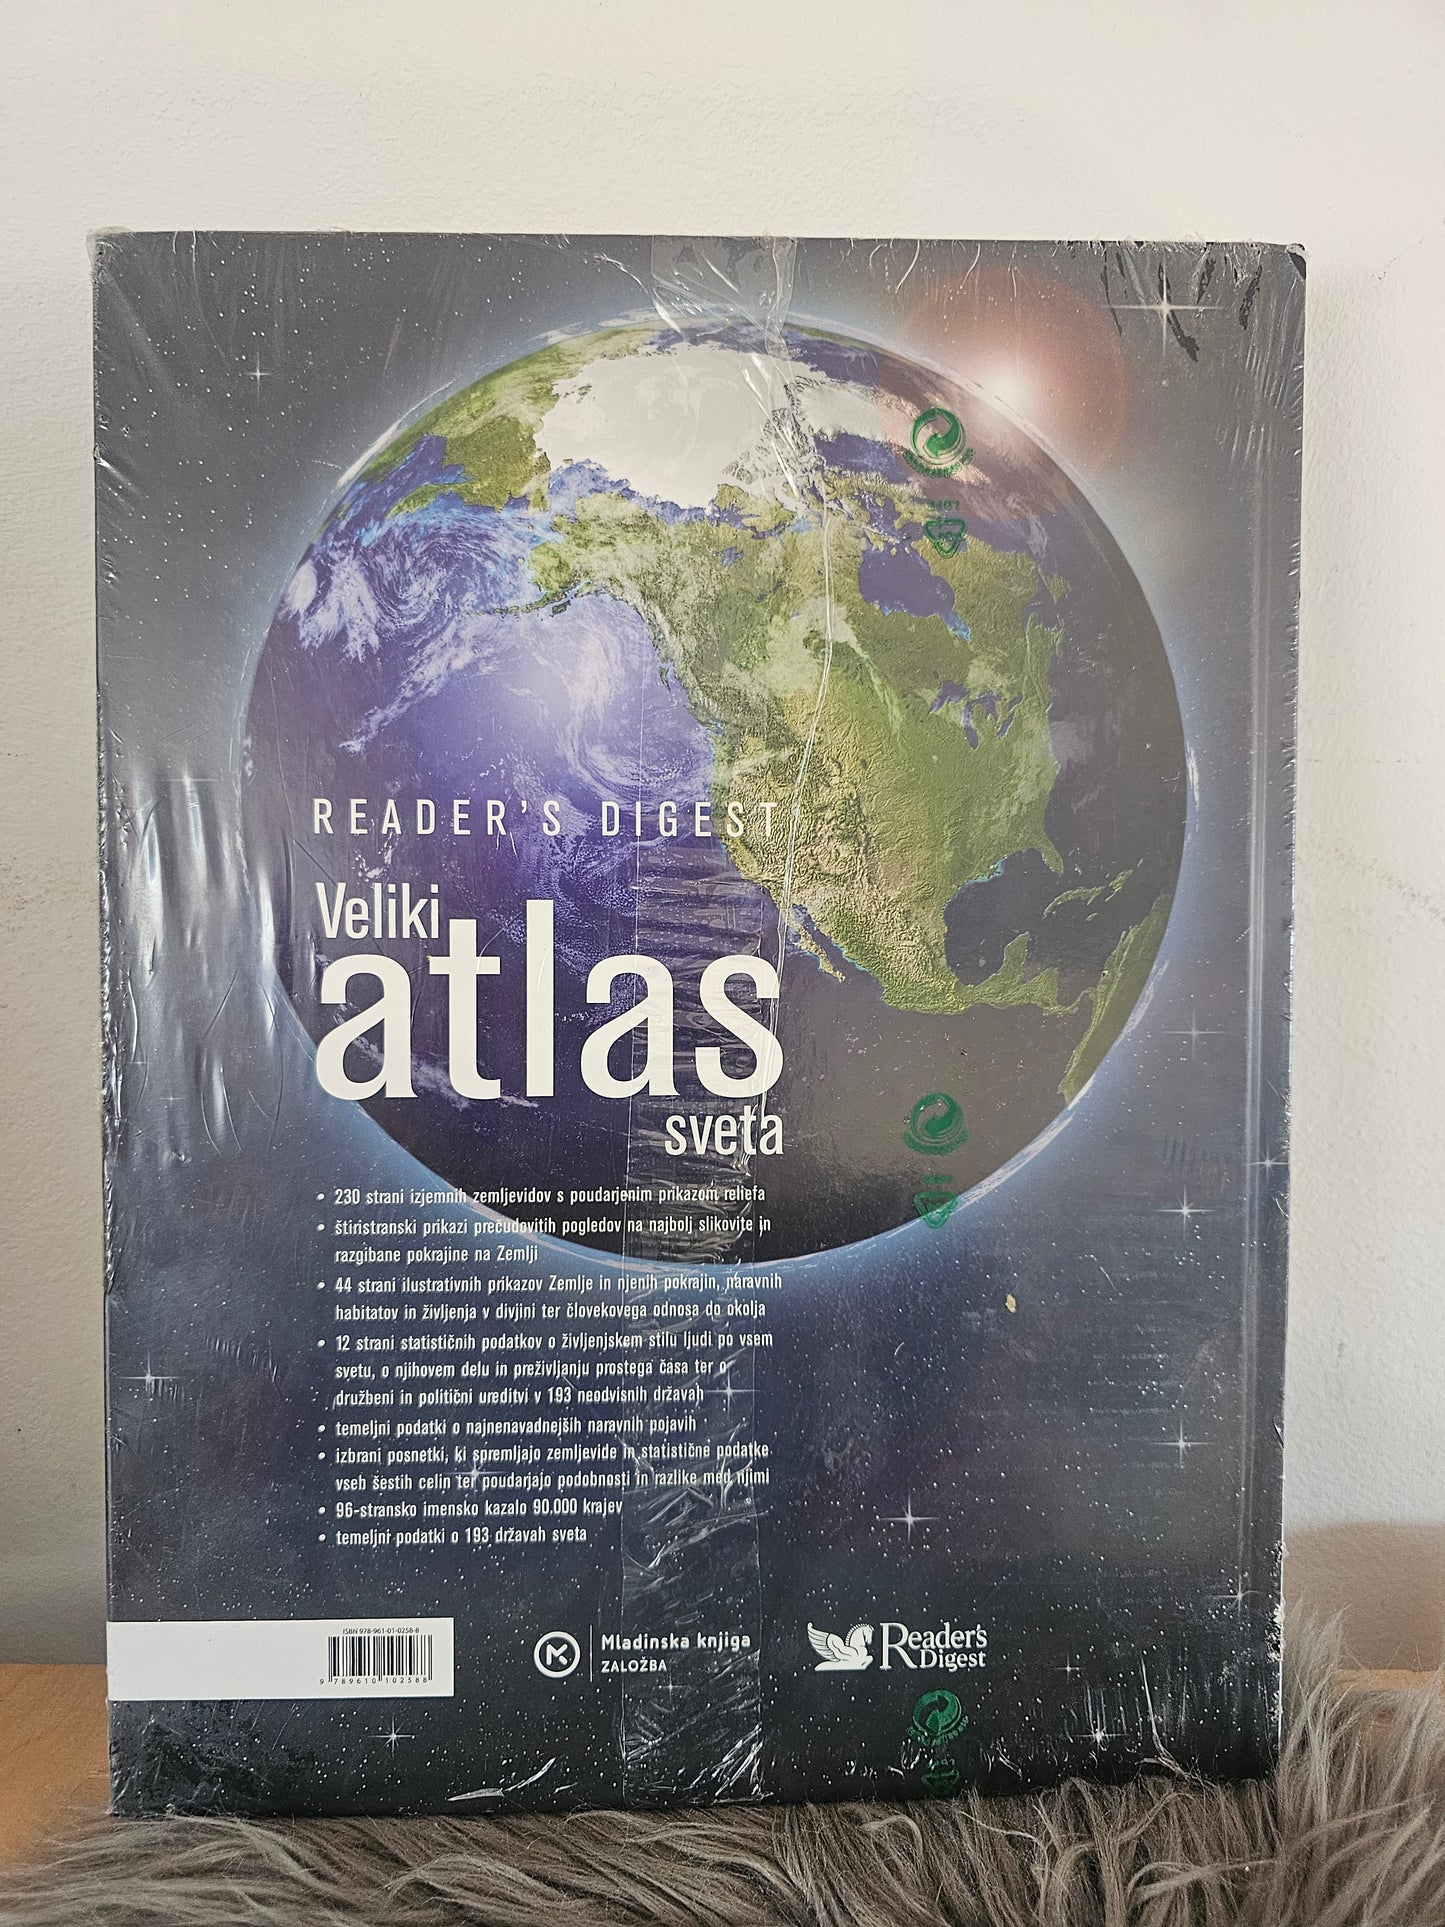 READER'S DIGEST
Veliki
atlas
sveta
• 230 strani izjemnih zemljevidov s poudarjenim prikazom reliefa
• štiristranski prikazi prečudovitih pogledov na najbolj slikovite in
razgibane pokrajine na Zemlji
• 44 strani ilustrativnih prikazov Zemlje in njenih pokrajin, naravnih
habitatov in življenja v divjini ter človekovega odnosa do okolja
• 12 strani statističnih podatkov o življenjskem stilu ljudi po vsem
svetu, o njihovem delu in preživljanju prostega časa ter o
družbeni in politični ureditvi v 193 neodvisnih državah
• temeljni podatki o najnenavadnejših naravnih pojavih
• izbrani posnetki, ki spremljajo zemljevide in statistične podatke
vseh šestih celin ter poudarjajo podobnosti in razlike med njimi
• 96-stransko imensko kazalo 90.000 krajev
• temeljni podatki o 193 državah sveta
ISBN 978-961-01-0258-8
9 789610 102588
Mladinska knjiga
ZALOŽBA
Reader's
Digest